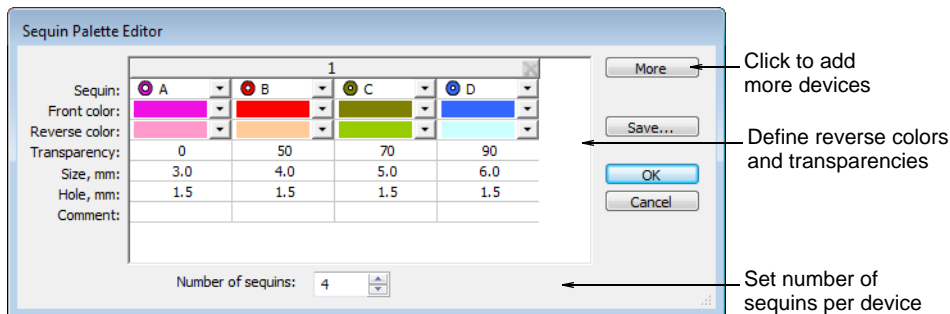 Sequin Palette Editor
1
Sequin: A B C D
Front color:
Reverse color:
Transparency: 0 50 70 90
Size, mm: 3.0 4.0 5.0 6.0
Hole, mm: 1.5 1.5 1.5 1.5
Comment:
Number of sequins: 4
More
Save...
OK
Cancel
Click to add
more devices
Define reverse colors
and transparencies
Set number of
sequins per device